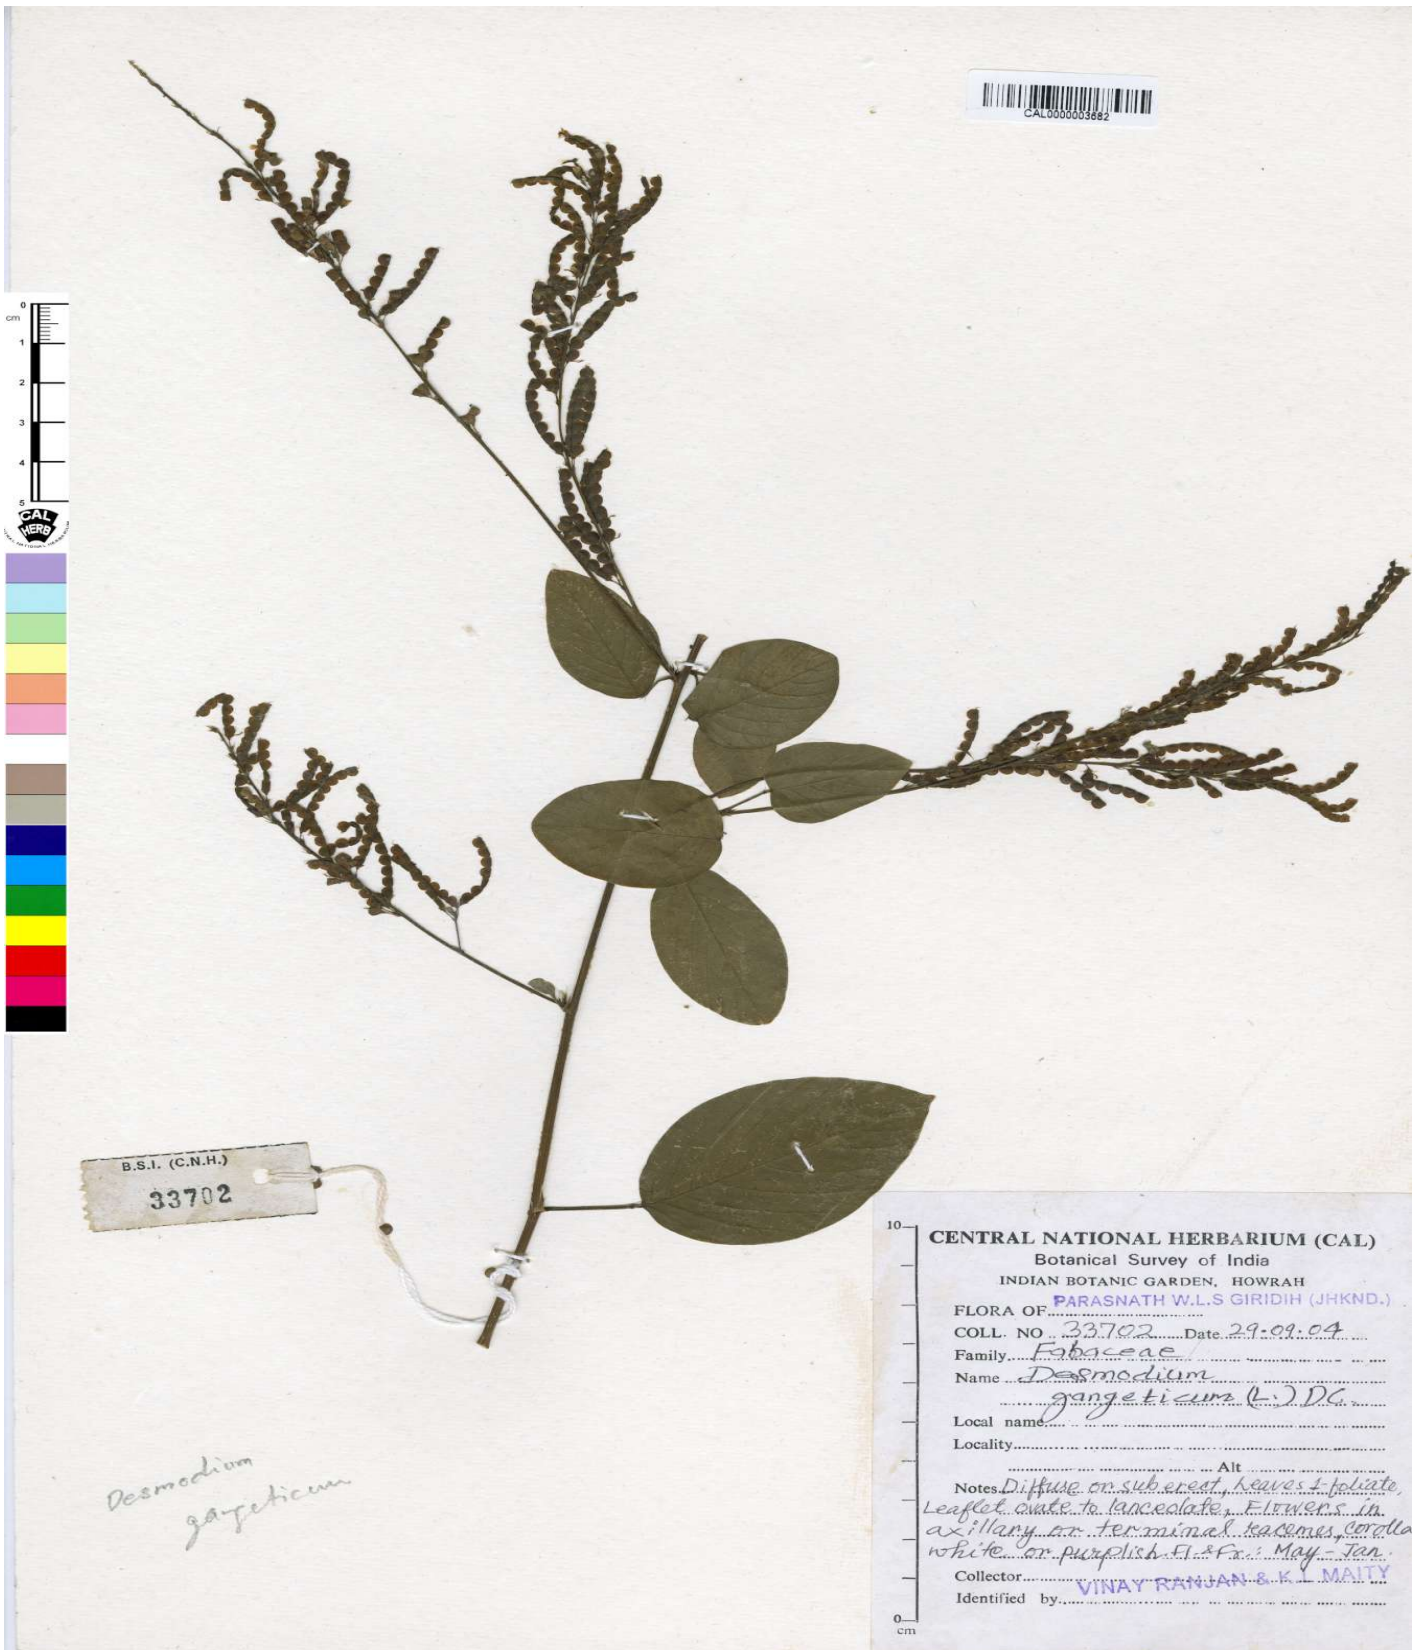 CAL0000003682
0
cm
1
2
3
4
5
CAL
HERB
B.S.I. (C.N.H.)
33702
Desmodium
gangeticum
10
CENTRAL NATIONAL HERBARIUM (CAL)
Botanical Survey of India
INDIAN BOTANIC GARDEN, HOWRAH
FLORA OF PARASNATH W.L.S GIRIDIH (JHKND.)
COLL. NO 33702 Date 29.09.04
Family Fabaceae
Name Desmodium
gangeticum (L.) DC.
Local name
Locality
Alt
Notes Diffuse or suberect, Leaves 1-foliate,
Leaflet ovate to lanceolate, Flowers in
axillary or terminal racemes, corolla
white or purplish. Fl. & Fr.: May - Jan.
Collector VINAY RANJAN & K L MAITY
Identified by
0
cm